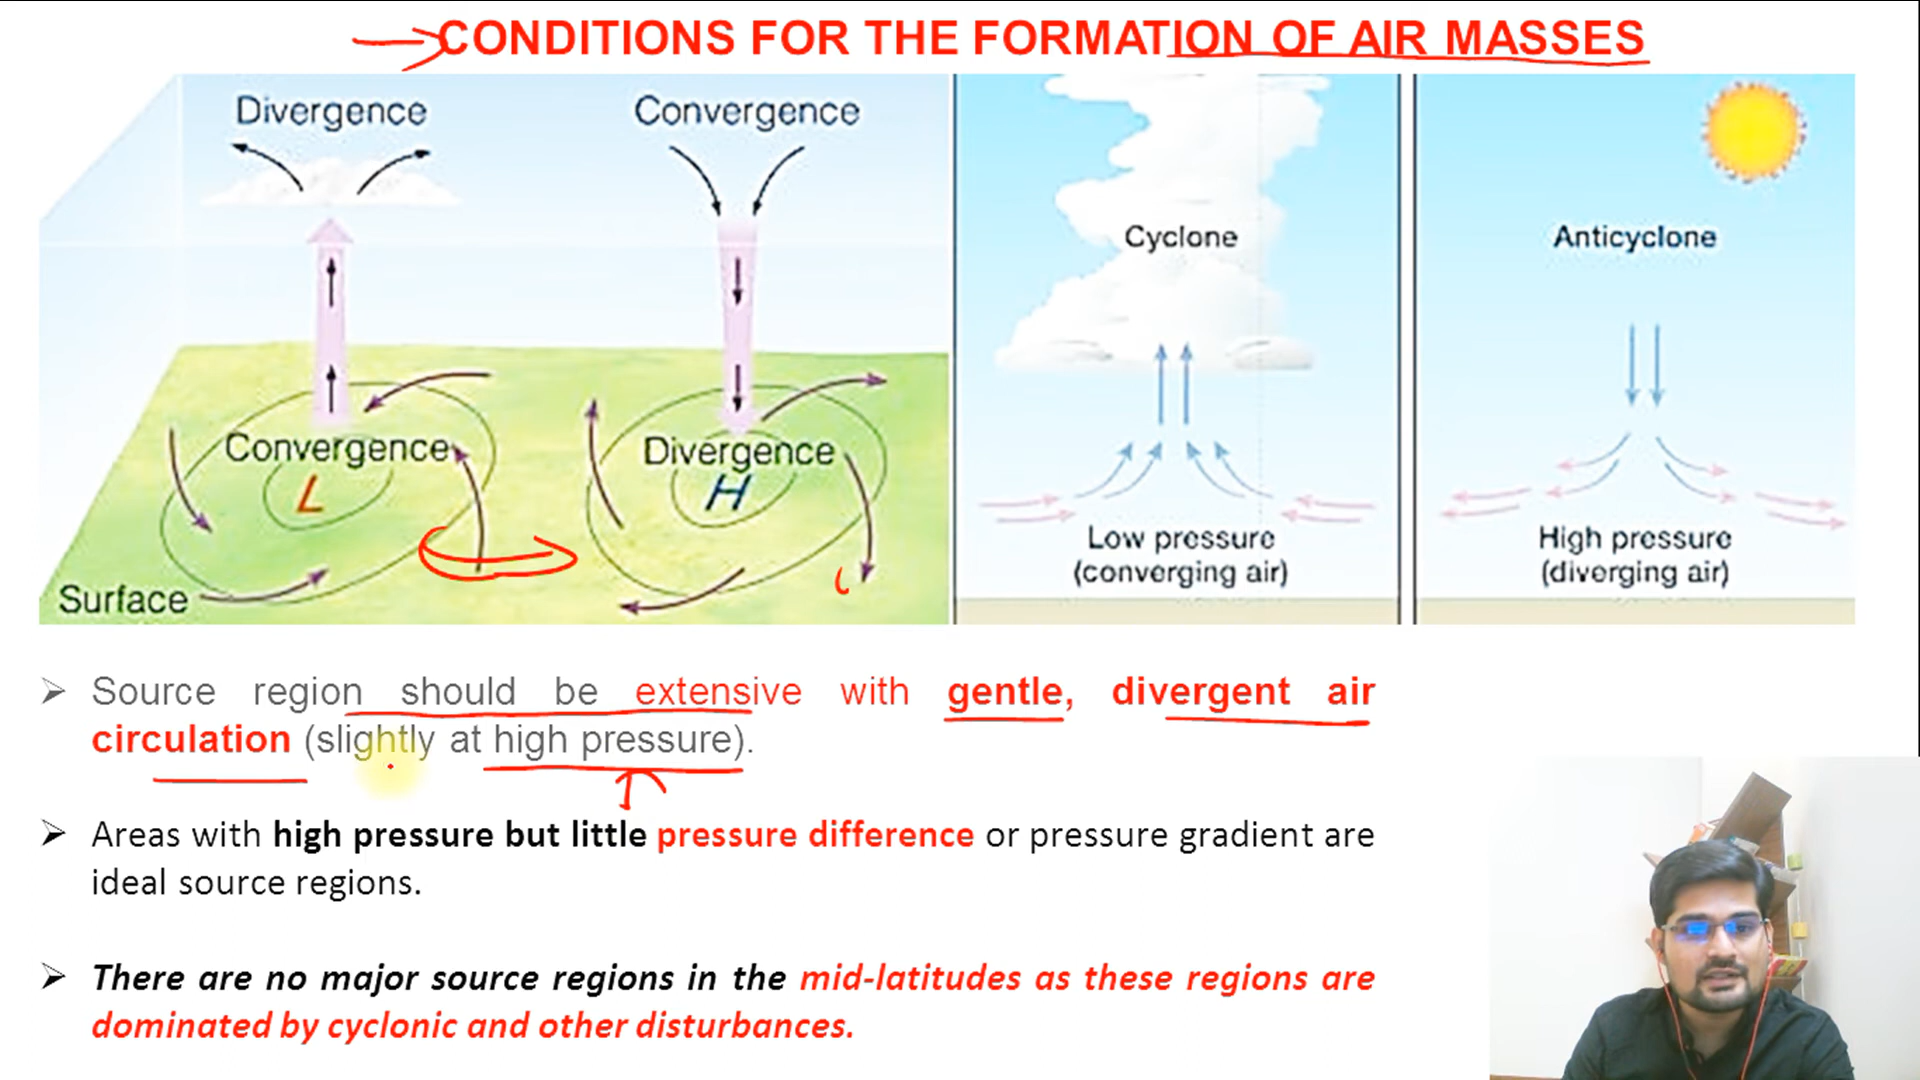 CONDITIONS FOR THE FORMATION OF AIR MASSES
Divergence
Convergence
Convergence
L
Divergence
H
Surface
Cyclone
Low pressure
(converging air)
Anticyclone
High pressure
(diverging air)
➢ Source region should be extensive with gentle, divergent air
circulation (slightly at high pressure).
➢ Areas with high pressure but little pressure difference or pressure gradient are
ideal source regions.
➢ There are no major source regions in the mid-latitudes as these regions are
dominated by cyclonic and other disturbances.